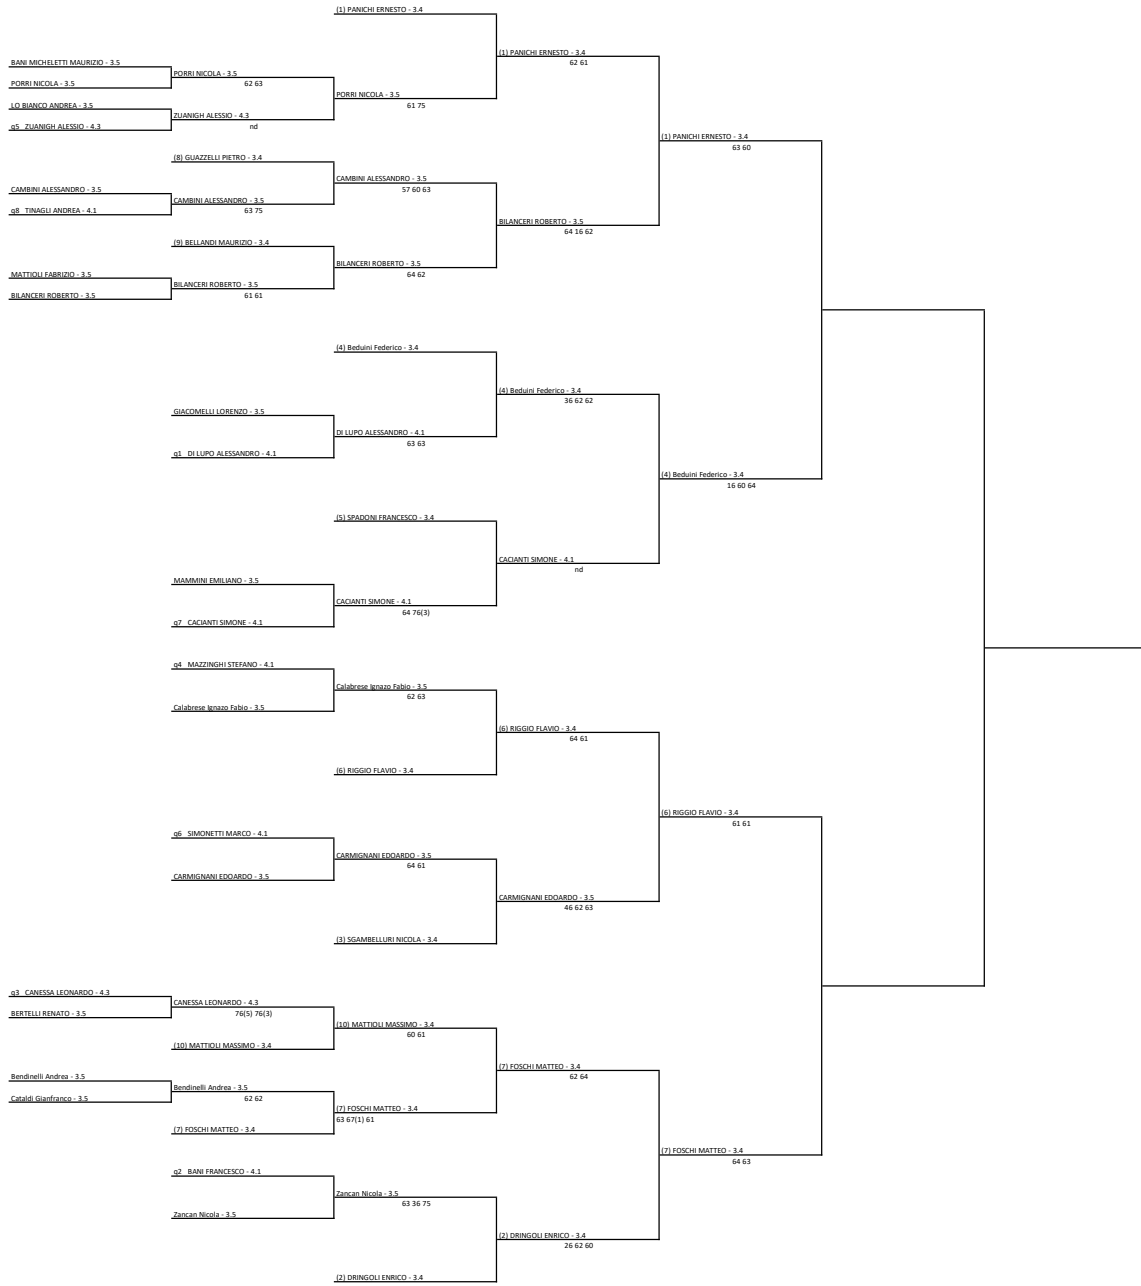 (1) PANICHI ERNESTO - 3.4
(1) PANICHI ERNESTO - 3.4
62 61
BANI MICHELETTI MAURIZIO - 3.5
PORRI NICOLA - 3.5
62 63
PORRI NICOLA - 3.5
PORRI NICOLA - 3.5
61 75
LO BIANCO ANDREA - 3.5
ZUANIGH ALESSIO - 4.3
nd
q5 ZUANIGH ALESSIO - 4.3
(1) PANICHI ERNESTO - 3.4
63 60
(8) GUAZZELLI PIETRO - 3.4
CAMBINI ALESSANDRO - 3.5
57 60 63
CAMBINI ALESSANDRO - 3.5
CAMBINI ALESSANDRO - 3.5
63 75
q8 TINAGLI ANDREA - 4.1
BILANCERI ROBERTO - 3.5
64 16 62
(9) BELLANDI MAURIZIO - 3.4
BILANCERI ROBERTO - 3.5
64 62
MATTIOLI FABRIZIO - 3.5
BILANCERI ROBERTO - 3.5
61 61
BILANCERI ROBERTO - 3.5
(4) Beduini Federico - 3.4
(4) Beduini Federico - 3.4
36 62 62
GIACOMELLI LORENZO - 3.5
DI LUPO ALESSANDRO - 4.1
63 63
q1 DI LUPO ALESSANDRO - 4.1
(4) Beduini Federico - 3.4
16 60 64
(5) SPADONI FRANCESCO - 3.4
CACIANTI SIMONE - 4.1
nd
MAMMINI EMILIANO - 3.5
CACIANTI SIMONE - 4.1
64 76(3)
q7 CACIANTI SIMONE - 4.1
q4 MAZZINGHI STEFANO - 4.1
Calabrese Ignazo Fabio - 3.5
62 63
Calabrese Ignazo Fabio - 3.5
(6) RIGGIO FLAVIO - 3.4
64 61
(6) RIGGIO FLAVIO - 3.4
(6) RIGGIO FLAVIO - 3.4
61 61
q6 SIMONETTI MARCO - 4.1
CARMIGNANI EDOARDO - 3.5
64 61
CARMIGNANI EDOARDO - 3.5
CARMIGNANI EDOARDO - 3.5
46 62 63
(3) SGAMBELLURI NICOLA - 3.4
q3 CANESSA LEONARDO - 4.3
CANESSA LEONARDO - 4.3
76(5) 76(3)
BERTELLI RENATO - 3.5
(10) MATTIOLI MASSIMO - 3.4
60 61
(10) MATTIOLI MASSIMO - 3.4
(7) FOSCHI MATTEO - 3.4
62 64
Bendinelli Andrea - 3.5
Bendinelli Andrea - 3.5
62 62
Cataldi Gianfranco - 3.5
(7) FOSCHI MATTEO - 3.4
63 67(1) 61
(7) FOSCHI MATTEO - 3.4
(7) FOSCHI MATTEO - 3.4
64 63
q2 BANI FRANCESCO - 4.1
Zancan Nicola - 3.5
63 36 75
Zancan Nicola - 3.5
(2) DRINGOLI ENRICO - 3.4
26 62 60
(2) DRINGOLI ENRICO - 3.4